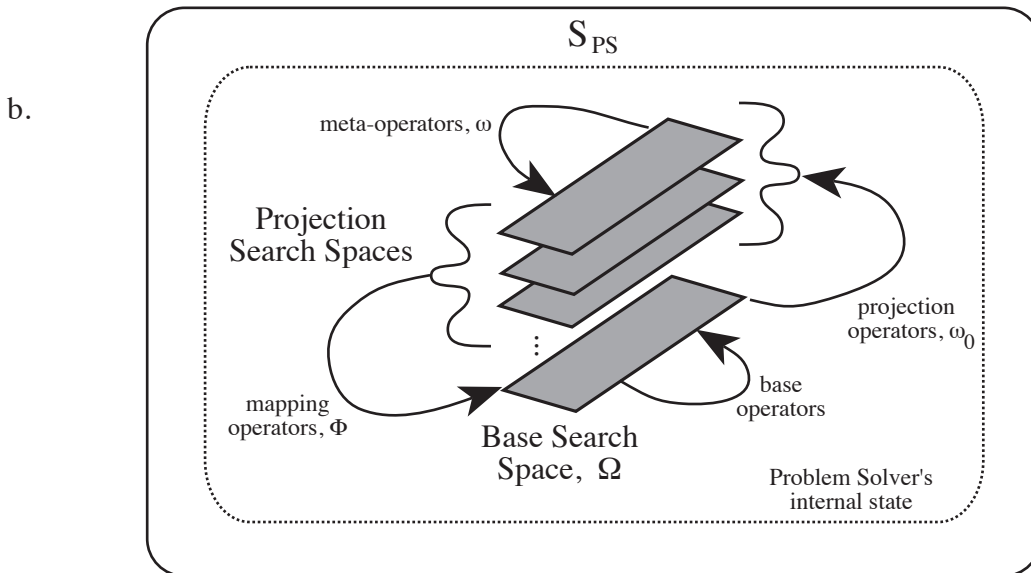 b.
S_PS
meta-operators, ω
Projection
Search Spaces
projection
operators, ω₀
mapping
operators, Φ
base
operators
Base Search
Space, Ω
Problem Solver's
internal state